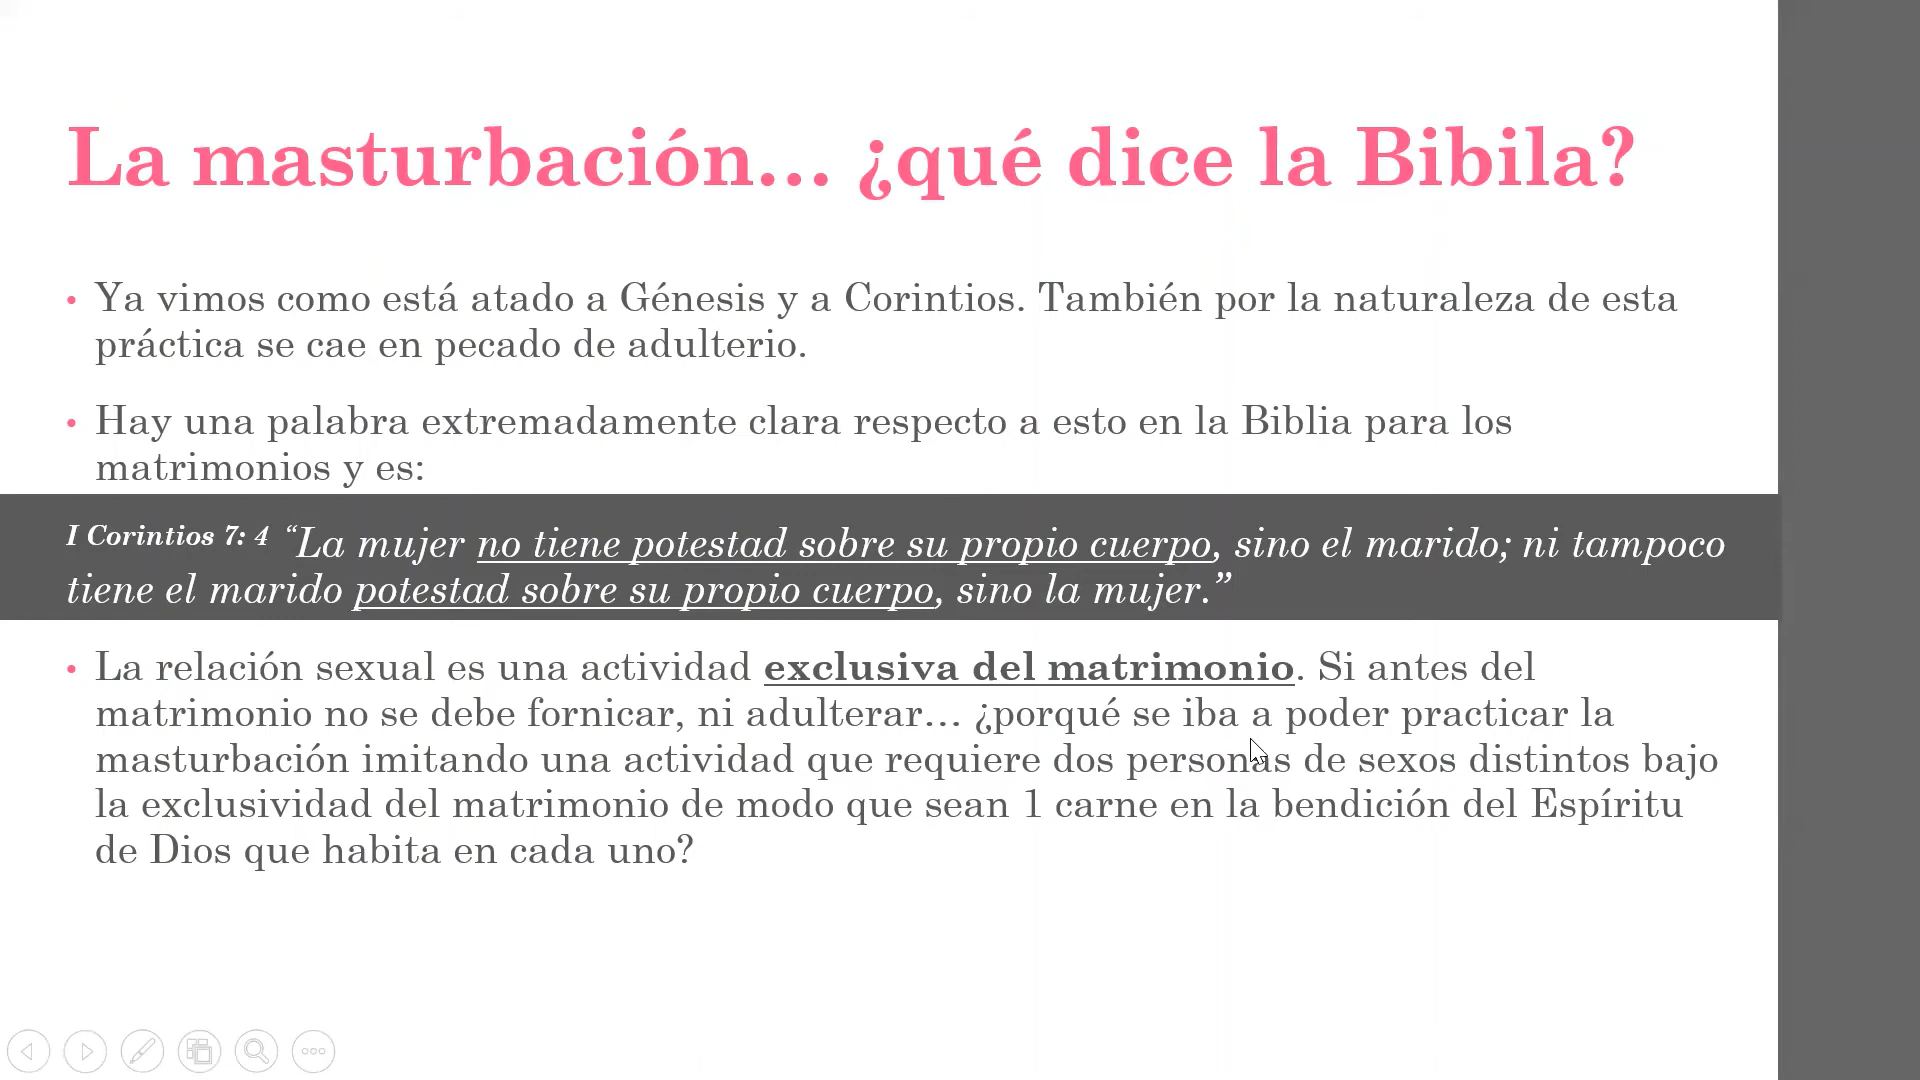 La masturbación... ¿qué dice la Bibila?
• Ya vimos como está atado a Génesis y a Corintios. También por la naturaleza de esta
práctica se cae en pecado de adulterio.
• Hay una palabra extremadamente clara respecto a esto en la Biblia para los
matrimonios y es:
I Corintios 7: 4 “La mujer no tiene potestad sobre su propio cuerpo, sino el marido; ni tampoco
tiene el marido potestad sobre su propio cuerpo, sino la mujer.”
• La relación sexual es una actividad exclusiva del matrimonio. Si antes del
matrimonio no se debe fornicar, ni adulterar... ¿porqué se iba a poder practicar la
masturbación imitando una actividad que requiere dos personas de sexos distintos bajo
la exclusividad del matrimonio de modo que sean 1 carne en la bendición del Espíritu
de Dios que habita en cada uno?